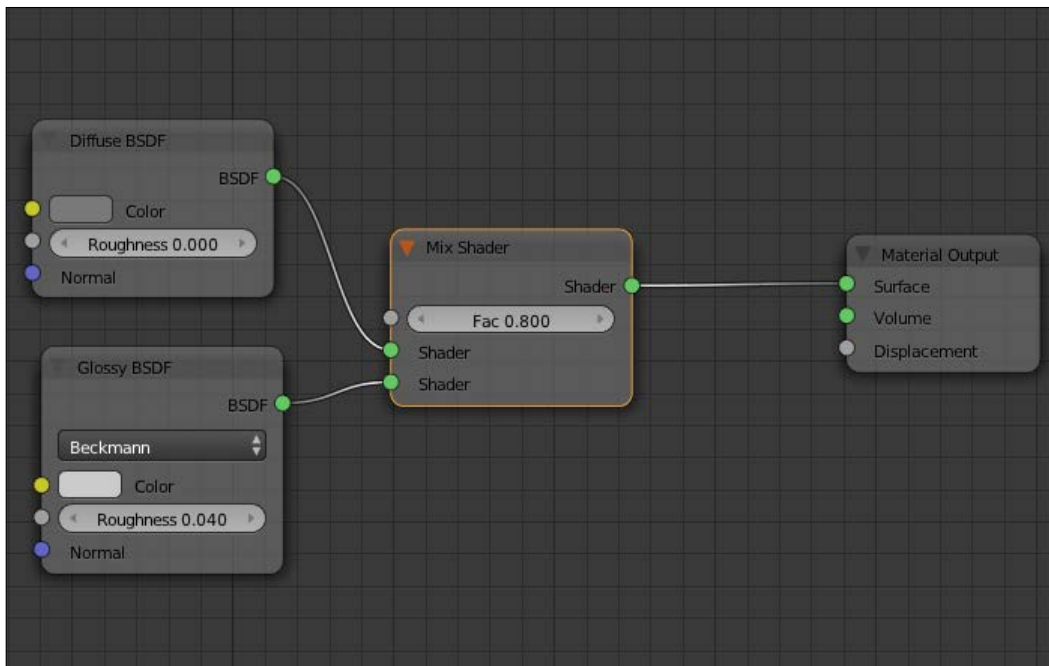 Diffuse BSDF
BSDF
Color
Roughness 0.000
Normal
Glossy BSDF
BSDF
Beckmann
Color
Roughness 0.040
Normal
Mix Shader
Shader
Fac 0.800
Shader
Shader
Material Output
Surface
Volume
Displacement